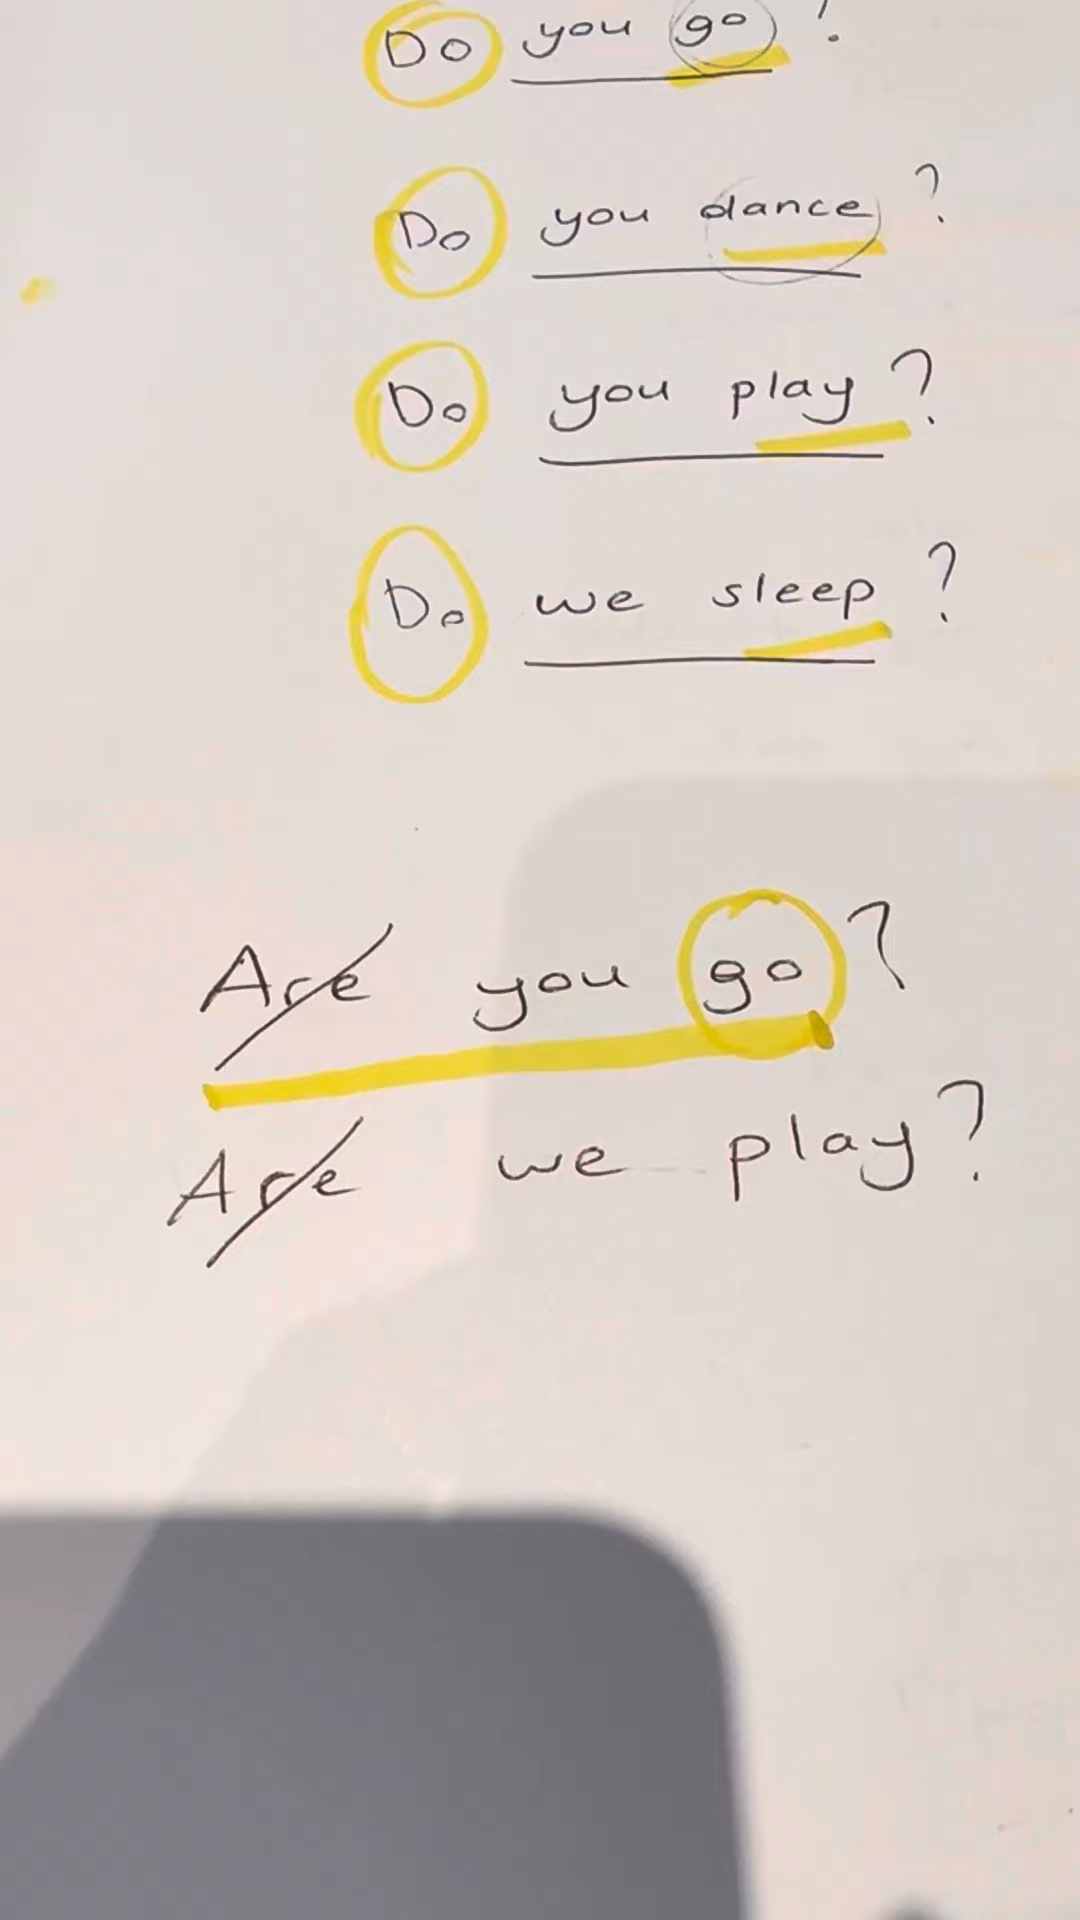 Do you go ?
Do you dance ?
Do you play ?
Do we sleep ?
Are you go ?
Are we play ?